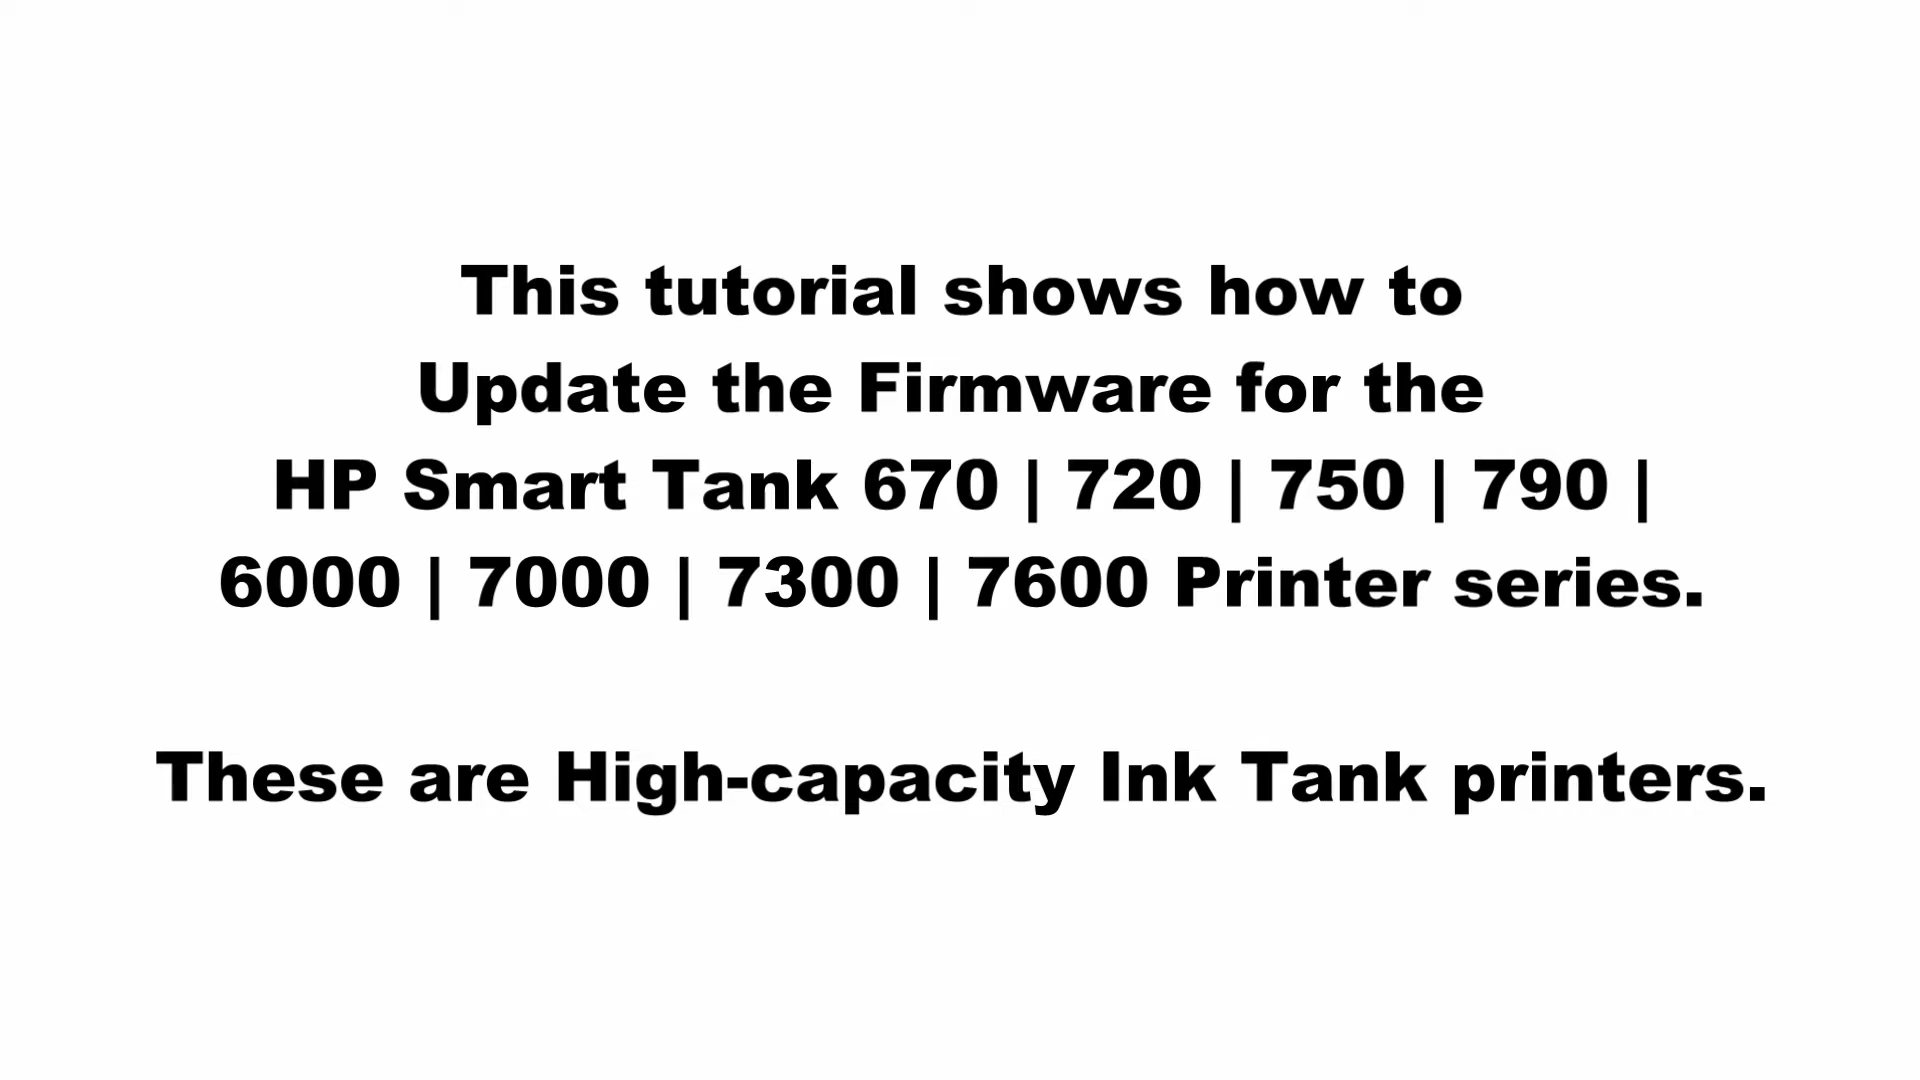 This tutorial shows how to
Update the Firmware for the
HP Smart Tank 670 | 720 | 750 | 790 |
6000 | 7000 | 7300 | 7600 Printer series.
These are High-capacity Ink Tank printers.